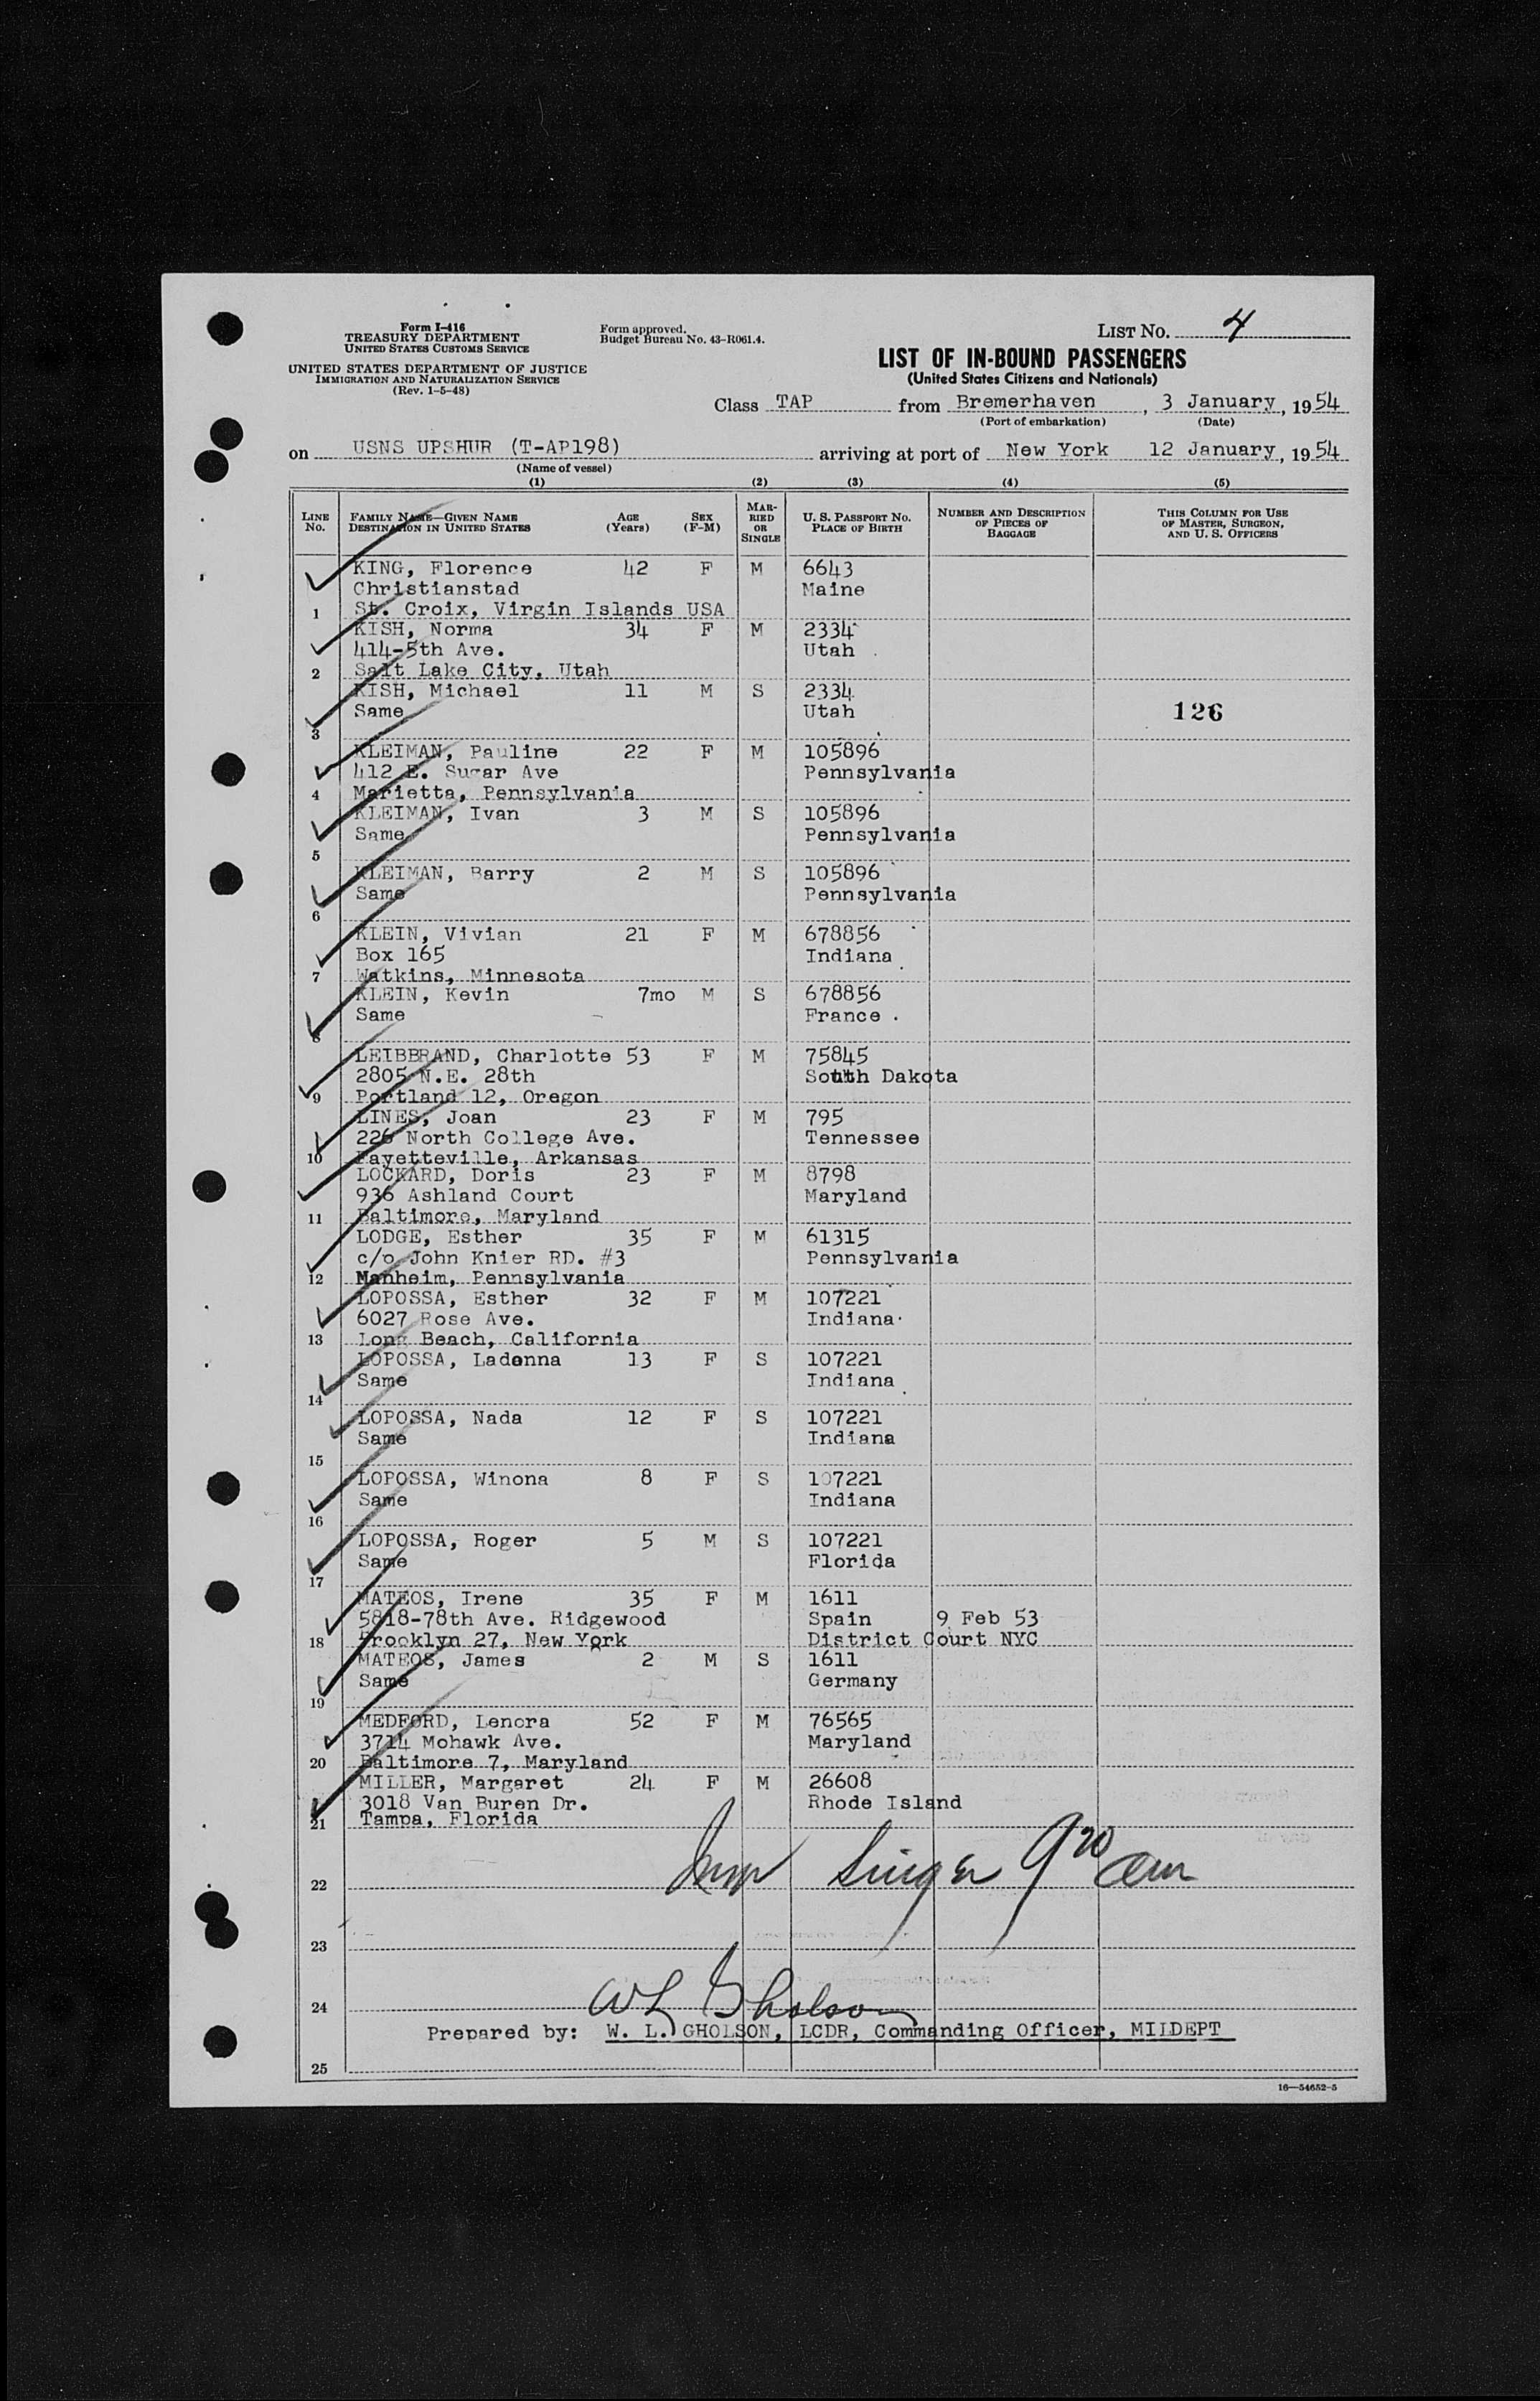 Form I-416
TREASURY DEPARTMENT
UNITED STATES CUSTOMS SERVICE
UNITED STATES DEPARTMENT OF JUSTICE
IMMIGRATION AND NATURALIZATION SERVICE
(Rev. 1-5-48)
Form approved.
Budget Bureau No. 43-R061.4.
LIST No. 4
LIST OF IN-BOUND PASSENGERS
(United States Citizens and Nationals)
Class TAP from Bremerhaven, 3 January, 1954
(Port of embarkation) (Date)
on USNS UPSHUR (T-AP198) arriving at port of New York 12 January, 1954
(Name of vessel)
(1) (2) (3) (4) (5)
LINE No. FAMILY NAME—GIVEN NAME DESTINATION IN UNITED STATES AGE (Years) SEX (F-M) MARRIED OR SINGLE U. S. PASSPORT NO. PLACE OF BIRTH NUMBER AND DESCRIPTION OF PIECES OF BAGGAGE THIS COLUMN FOR USE OF MASTER, SURGEON, AND U. S. OFFICERS
KING, Florence 42 F M 6643
Christianstad Maine
1 St. Croix, Virgin Islands USA
KISH, Norma 34 F M 2334
414-5th Ave. Utah
2 Salt Lake City, Utah
KISH, Michael 11 M S 2334
Same Utah 126
3
KLEIMAN, Pauline 22 F M 105896
412 E. Sugar Ave Pennsylvania
4 Marietta, Pennsylvania
KLEIMAN, Ivan 3 M S 105896
Same Pennsylvania
5
KLEIMAN, Barry 2 M S 105896
Same Pennsylvania
6
KLEIN, Vivian 21 F M 678856
Box 165 Indiana
7 Watkins, Minnesota
KLEIN, Kevin 7mo M S 678856
Same France
8
LEIBBRAND, Charlotte 53 F M 75845
2805 N.E. 28th South Dakota
9 Portland 12, Oregon
LINES, Joan 23 F M 795
226 North College Ave. Tennessee
10 Fayetteville, Arkansas
LOCKARD, Doris 23 F M 8798
936 Ashland Court Maryland
11 Baltimore, Maryland
LODGE, Esther 35 F M 61315
c/o John Knier RD. #3 Pennsylvania
12 Manheim, Pennsylvania
LOPOSSA, Esther 32 F M 107221
6027 Rose Ave. Indiana
13 Long Beach, California
LOPOSSA, Ladonna 13 F S 107221
Same Indiana
14
LOPOSSA, Nada 12 F S 107221
Same Indiana
15
LOPOSSA, Winona 8 F S 107221
Same Indiana
16
LOPOSSA, Roger 5 M S 107221
Same Florida
17
MATEOS, Irene 35 F M 1611
5818-78th Ave. Ridgewood Spain 9 Feb 53
18 Brooklyn 27, New York District Court NYC
MATEOS, James 2 M S 1611
Same Germany
19
MEDFORD, Lenora 52 F M 76565
3714 Mohawk Ave. Maryland
20 Baltimore 7, Maryland
MILLER, Margaret 24 F M 26608
3018 Van Buren Dr. Rhode Island
21 Tampa, Florida
Singer 9 20 am
22
23
W L Gholson
24
Prepared by: W. L. GHOLSON, LCDR, Commanding Officer, MILDEPT
25
16—54652-5